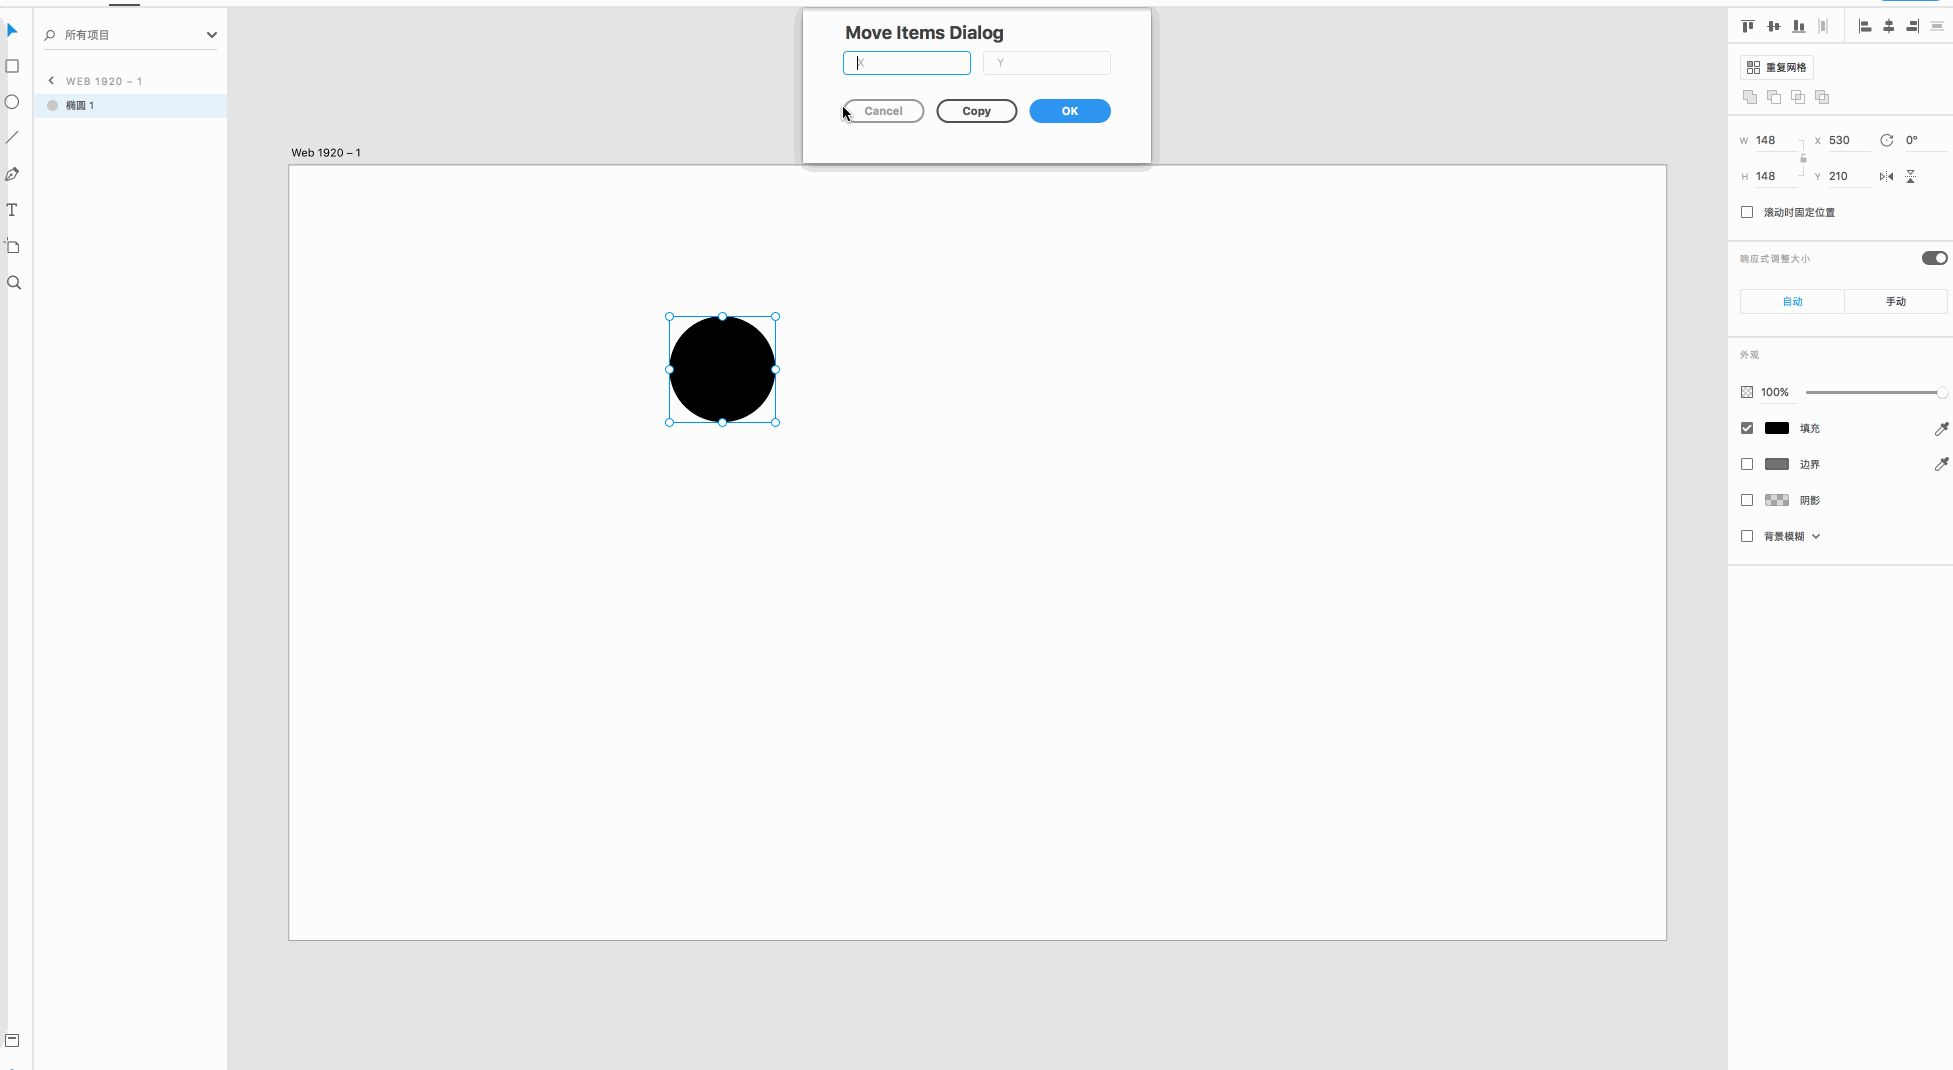 所有项目
WEB 1920 – 1
椭圆 1
Web 1920 – 1
Move Items Dialog
X
Y
Cancel
Copy
OK
重复网格
W 148
X 530
0°
H 148
Y 210
滚动时固定位置
响应式调整大小
自动
手动
外观
100%
填充
边界
阴影
背景模糊